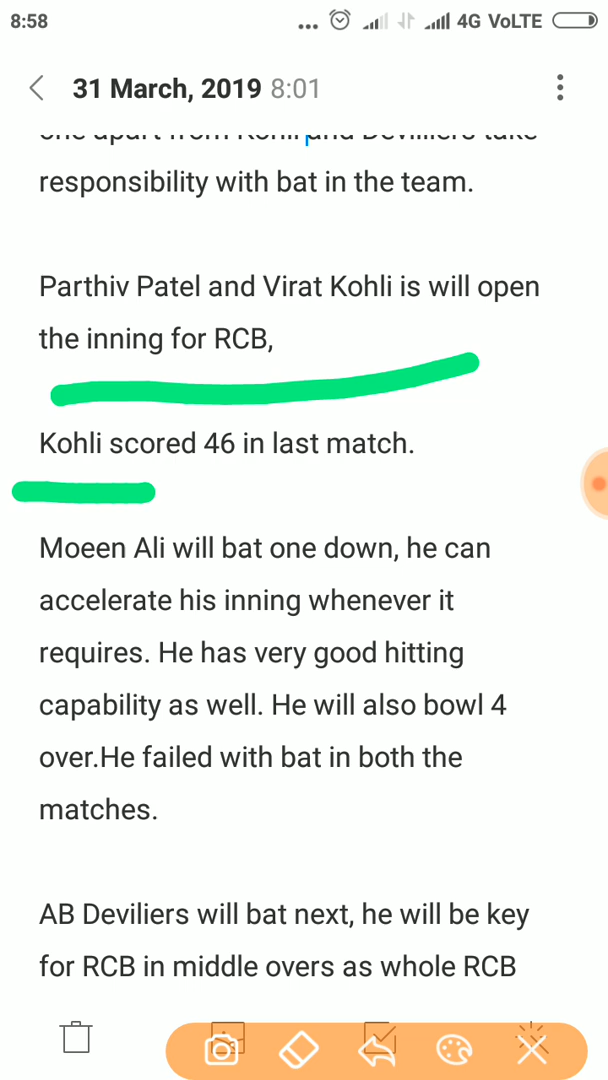 8:58
4G VoLTE
31 March, 2019 8:01
responsibility with bat in the team.
Parthiv Patel and Virat Kohli is will open
the inning for RCB,
Kohli scored 46 in last match.
Moeen Ali will bat one down, he can
accelerate his inning whenever it
requires. He has very good hitting
capability as well. He will also bowl 4
over.He failed with bat in both the
matches.
AB Deviliers will bat next, he will be key
for RCB in middle overs as whole RCB